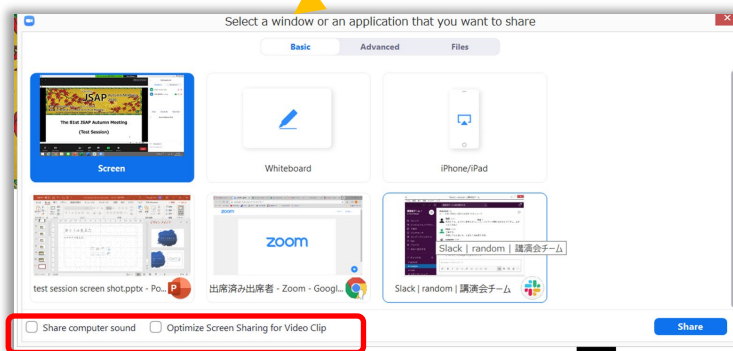 Select a window or an application that you want to share
Basic Advanced Files
JSAP
The 81st JSAP Autumn Meeting
(Test Session)
Screen
Whiteboard
iPhone/iPad
zoom
zoom
Slack | random | 講演会チーム
test session screen shot.pptx - Po...
出席済み出席者 - Zoom - Googl...
Slack | random | 講演会チーム
Share computer sound Optimize Screen Sharing for Video Clip
Share